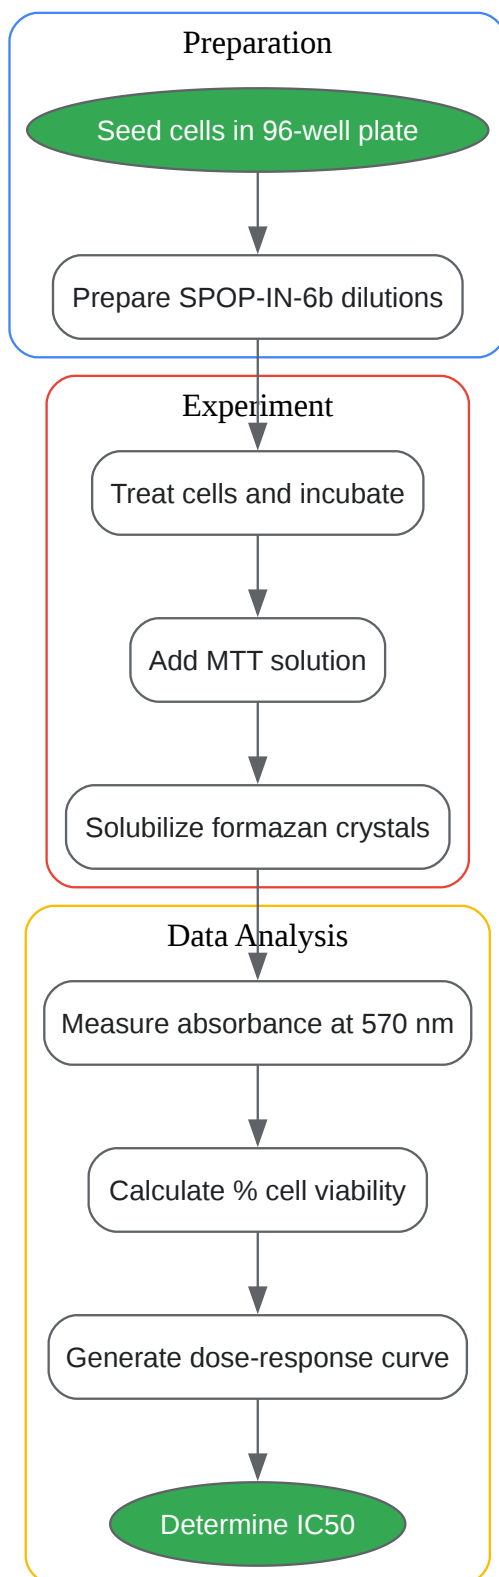 Preparation
Seed cells in 96-well plate
Prepare SPOP-IN-6b dilutions
Experiment
Treat cells and incubate
Add MTT solution
Solubilize formazan crystals
Data Analysis
Measure absorbance at 570 nm
Calculate % cell viability
Generate dose-response curve
Determine IC50